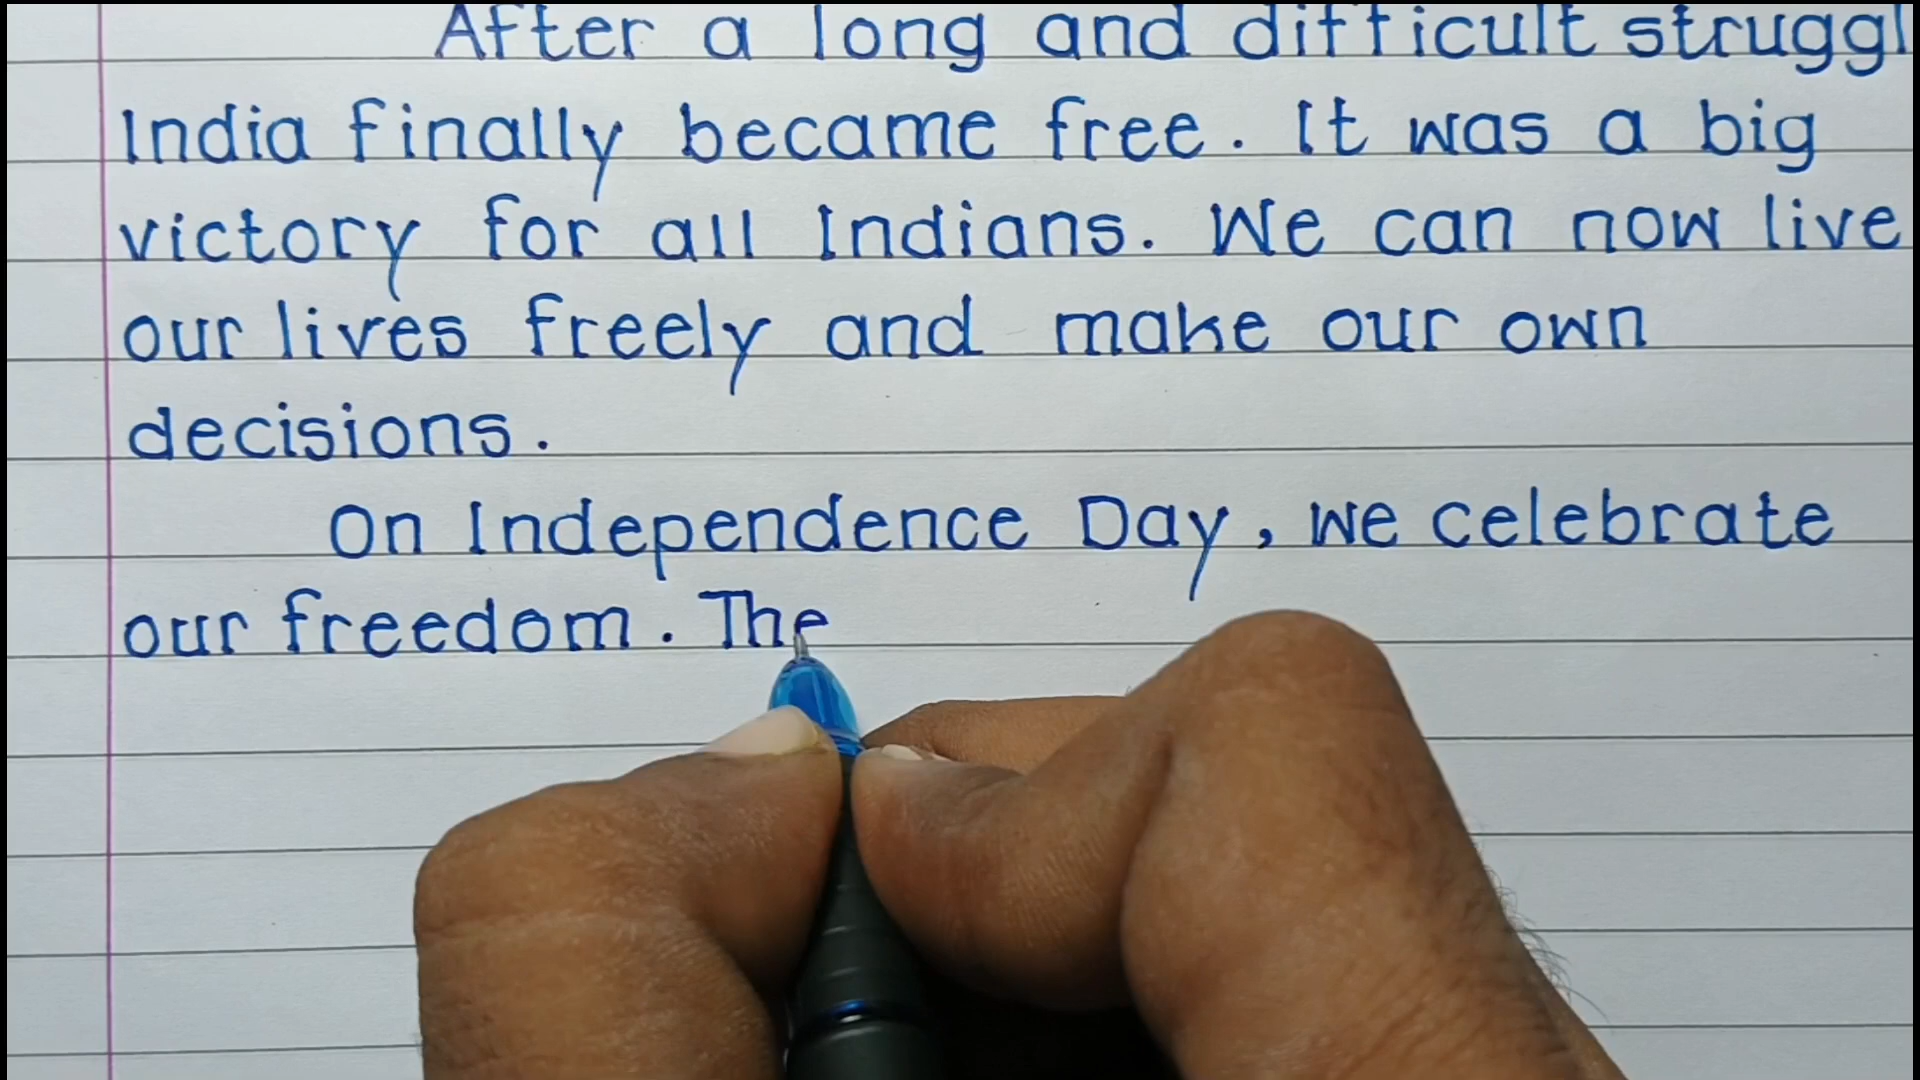 After a long and difficult struggl
India finally became free. It was a big
victory for all Indians. We can now live
our lives freely and make our own
decisions.
On Independence Day, we celebrate
our freedom. The